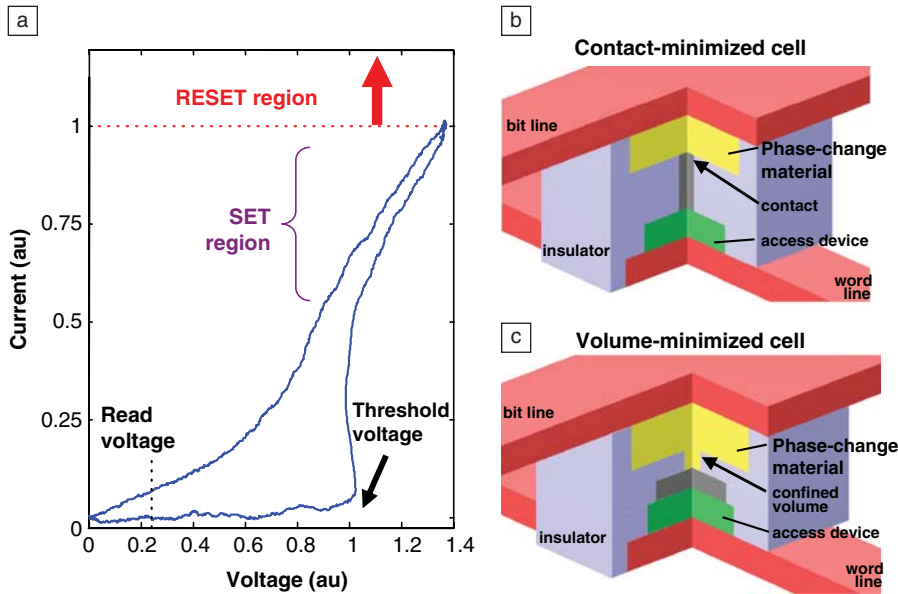 a
RESET region
SET
region
Read
voltage
Threshold
voltage
1
0.75
0.5
0.25
0
0
0.2
0.4
0.6
0.8
1
1.2
1.4
Current (au)
Voltage (au)
b
Contact-minimized cell
bit line
Phase-change
material
contact
insulator
access device
word
line
c
Volume-minimized cell
bit line
Phase-change
material
confined
volume
access device
insulator
word
line